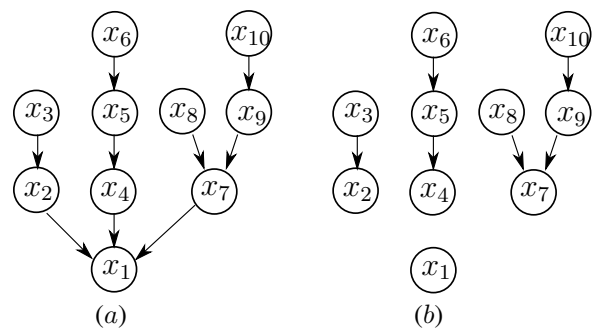 x6 x10 x6 x10
x3 x5 x8 x9 x3 x5 x8 x9
x2 x4 x7 x2 x4 x7
x1 x1
(a) (b)